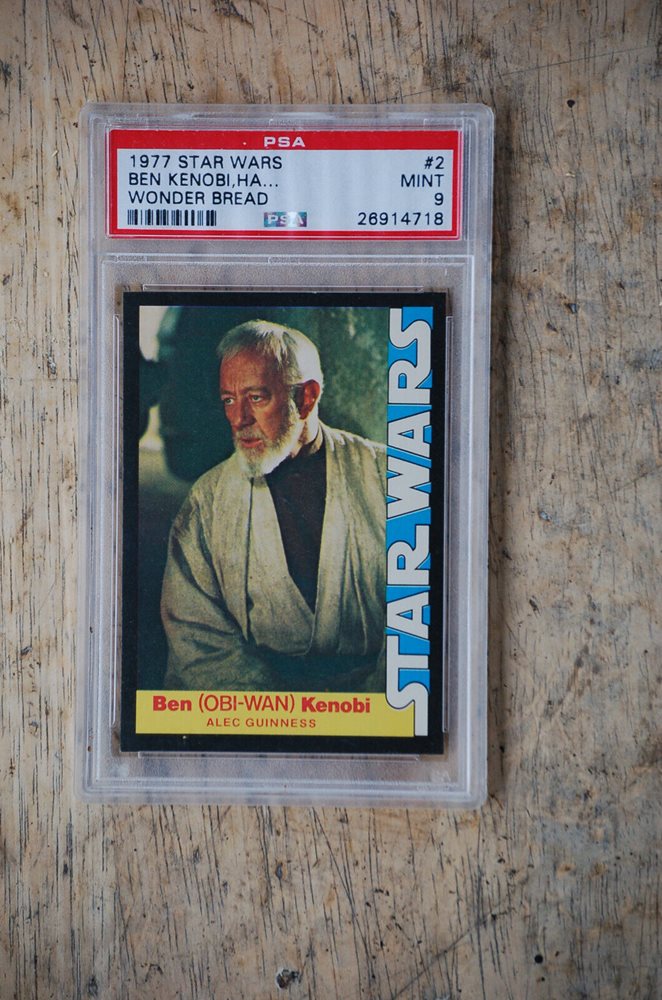 PSA
1977 STAR WARS #2
BEN KENOBI,HA... MINT
WONDER BREAD 9
PSA 26914718
STAR WARS
Ben (OBI-WAN) Kenobi
ALEC GUINNESS